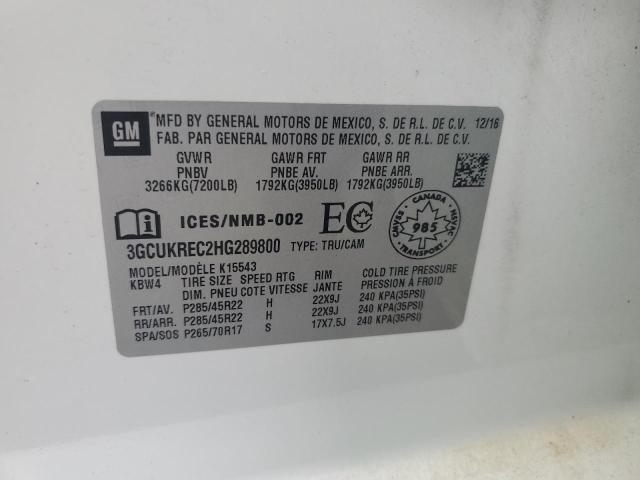 GM
MFD BY GENERAL MOTORS DE MEXICO, S. DE R.L. DE C.V. 12/16
FAB. PAR GENERAL MOTORS DE MEXICO, S. DE R.L. DE C.V.
GVWR GAWR FRT GAWR RR
PNBV PNBE AV. PNBE ARR.
3266KG(7200LB) 1792KG(3950LB) 1792KG(3950LB)
i ICES/NMB-002 EC CANADA CMVSS NSVAC 985 TRANSPORT
3GCUKREC2HG289800 TYPE: TRU/CAM
MODEL/MODÈLE K15543
KBW4 TIRE SIZE SPEED RTG RIM COLD TIRE PRESSURE
DIM. PNEU COTE VITESSE JANTE PRESSION À FROID
FRT/AV. P285/45R22 H 22X9J 240 KPA(35PSI)
RR/ARR. P285/45R22 H 22X9J 240 KPA(35PSI)
SPA/SOS P265/70R17 S 17X7.5J 240 KPA(35PSI)